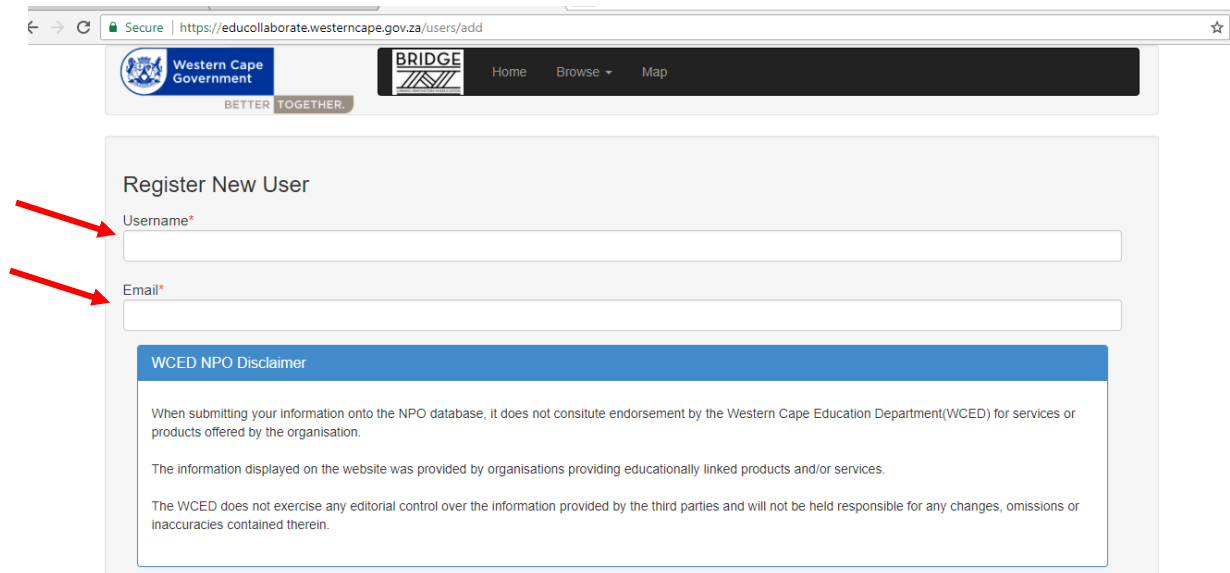 Secure | https://educollaborate.westerncape.gov.za/users/add
Western Cape
Government
BETTER TOGETHER.
BRIDGE
Home Browse Map
Register New User
Username*
Email*
WCED NPO Disclaimer
When submitting your information onto the NPO database, it does not consitute endorsement by the Western Cape Education Department(WCED) for services or
products offered by the organisation.
The information displayed on the website was provided by organisations providing educationally linked products and/or services.
The WCED does not exercise any editorial control over the information provided by the third parties and will not be held responsible for any changes, omissions or
inaccuracies contained therein.